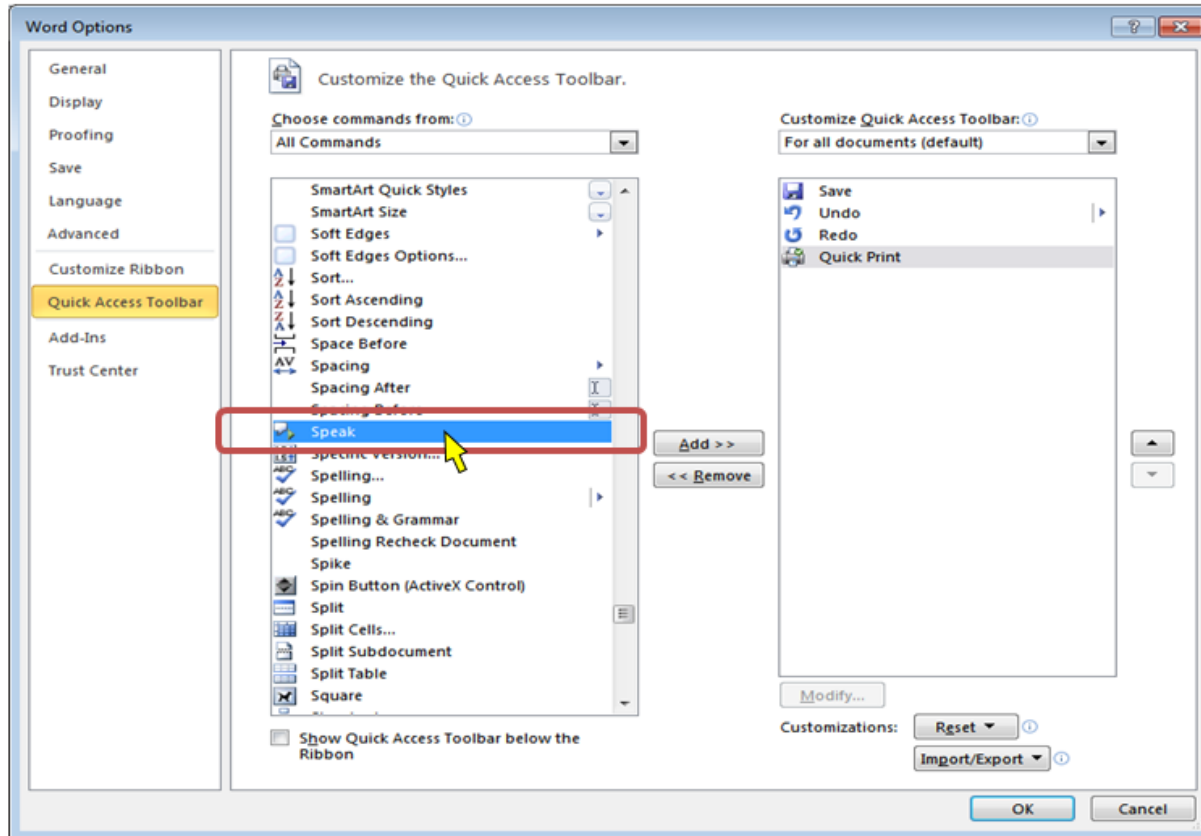 Word Options
General
Display
Proofing
Save
Language
Advanced
Customize Ribbon
Quick Access Toolbar
Add-Ins
Trust Center
Customize the Quick Access Toolbar.
Choose commands from:
All Commands
SmartArt Quick Styles
SmartArt Size
Soft Edges
Soft Edges Options...
Sort...
Sort Ascending
Sort Descending
Space Before
Spacing
Spacing After
Spacing Before
Speak
Specific Version...
Spelling...
Spelling
Spelling & Grammar
Spelling Recheck Document
Spike
Spin Button (ActiveX Control)
Split
Split Cells...
Split Subdocument
Split Table
Square
Show Quick Access Toolbar below the
Ribbon
Add >>
<< Remove
Customize Quick Access Toolbar:
For all documents (default)
Save
Undo
Redo
Quick Print
Modify...
Customizations:
Reset
Import/Export
OK
Cancel